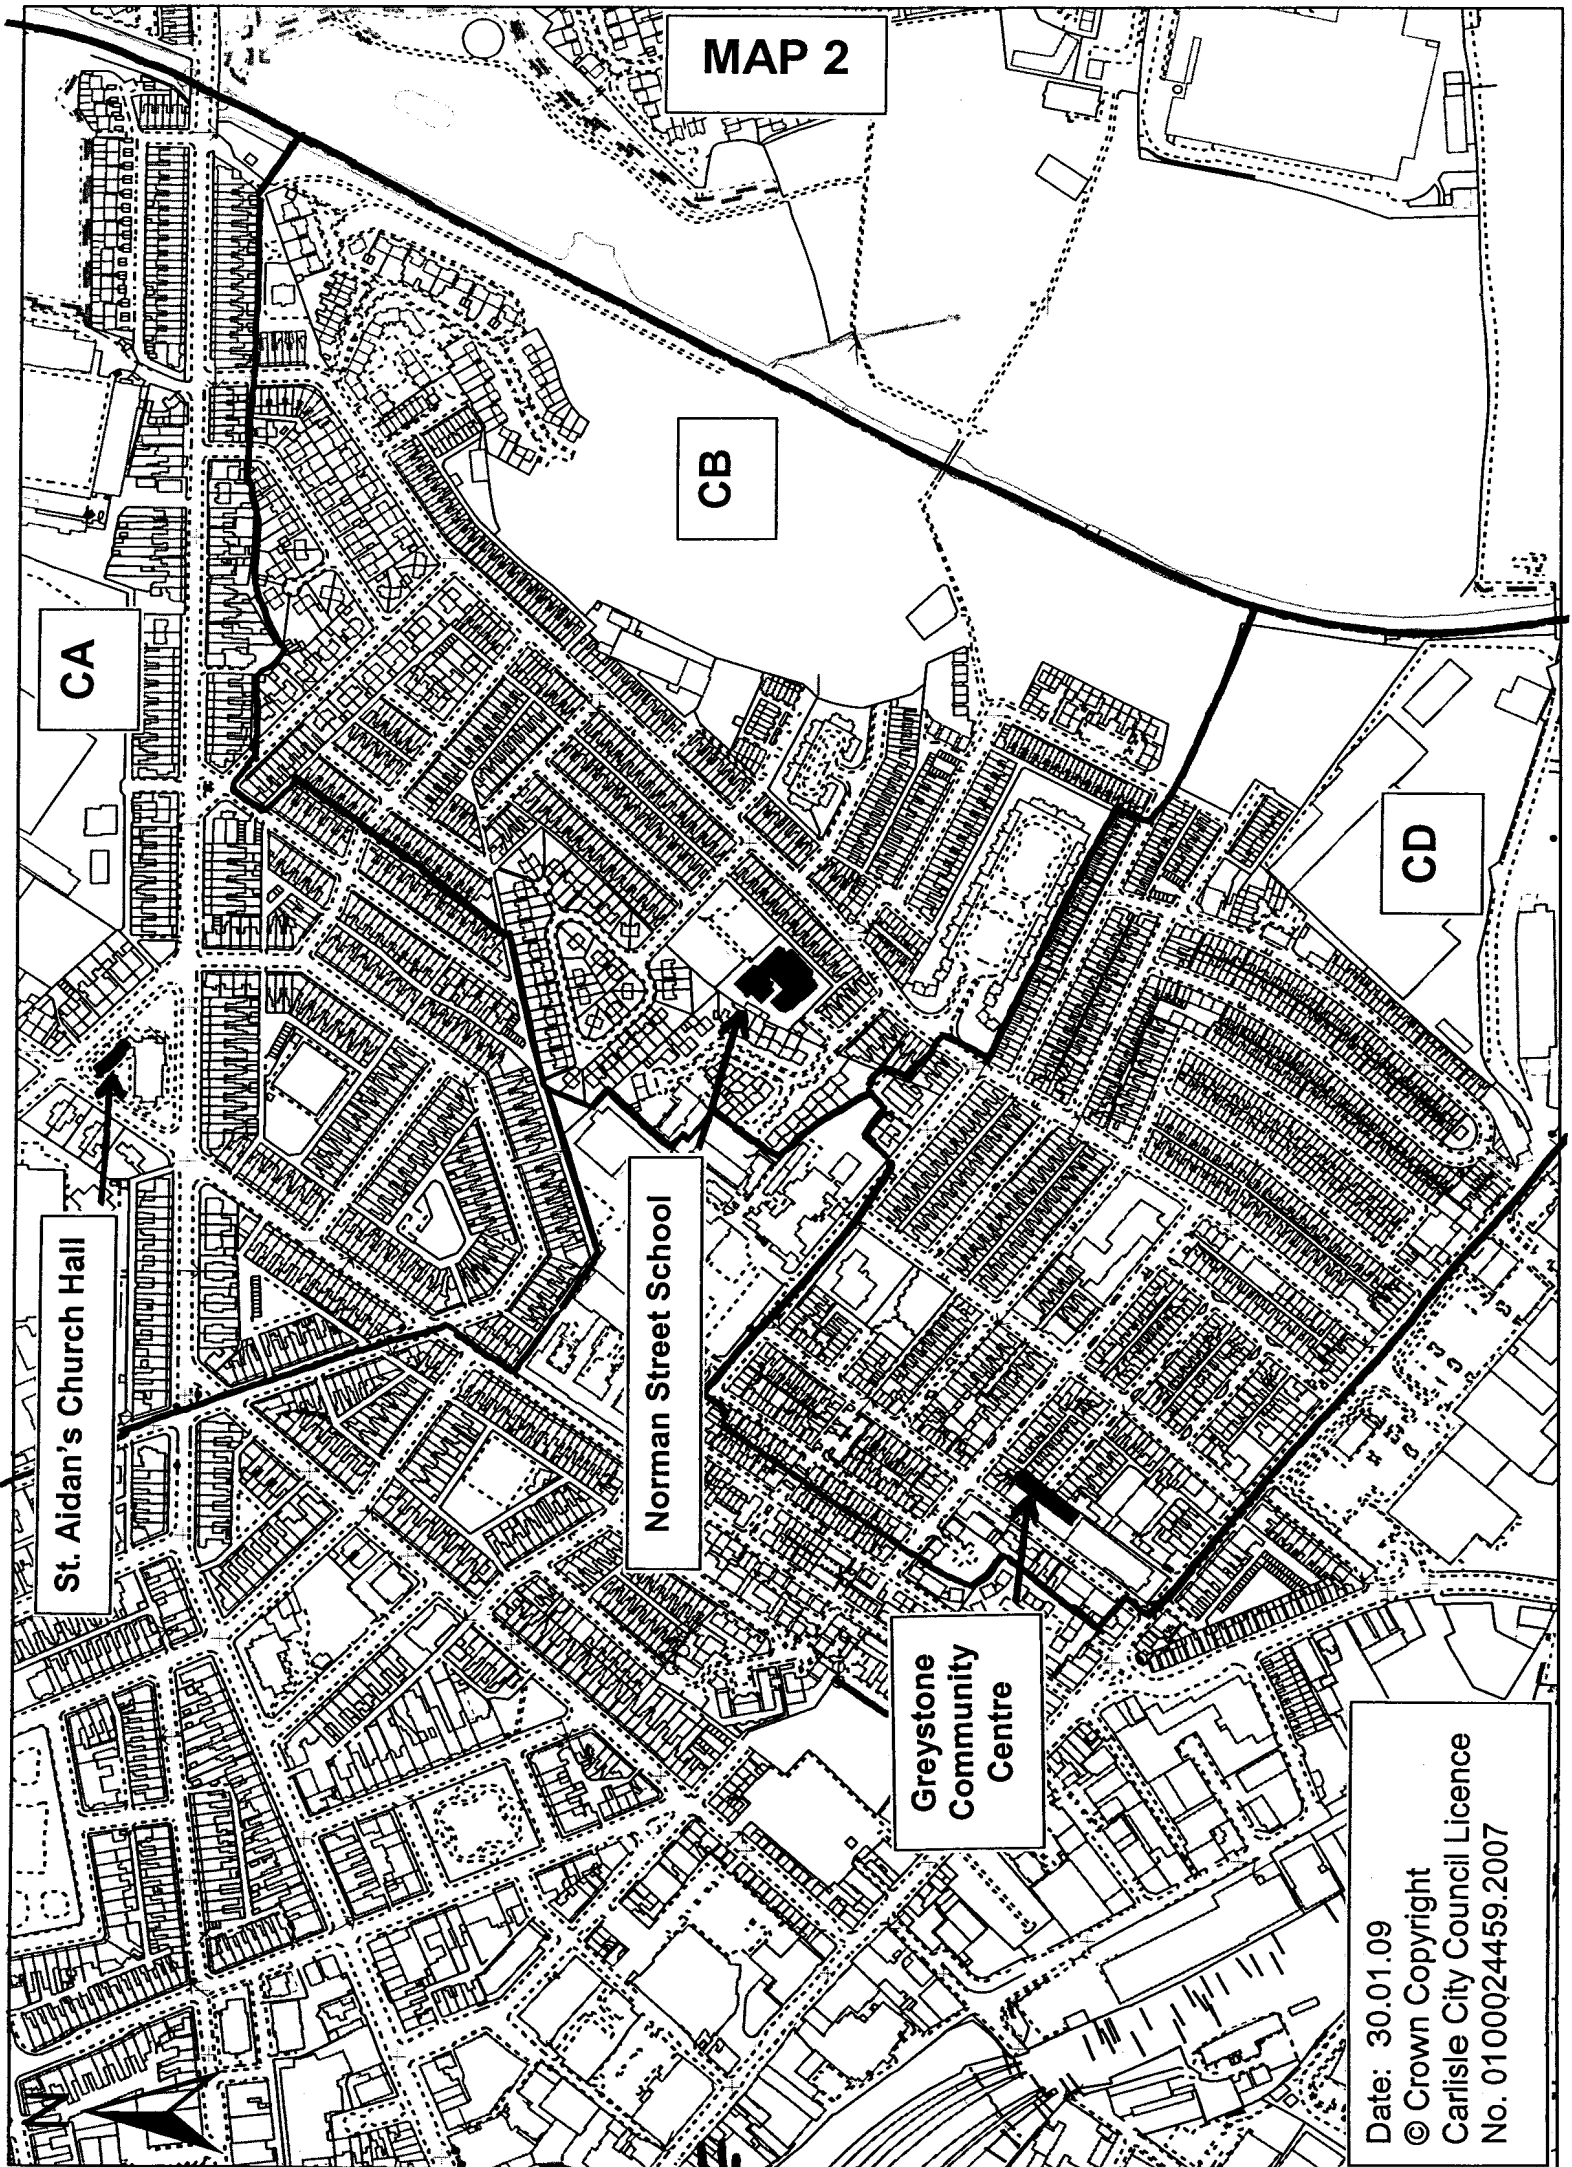 MAP 2
CA
CB
CD
St. Aidan's Church Hall
Norman Street School
Greystone
Community
Centre
N
Date: 30.01.09
© Crown Copyright
Carlisle City Council Licence
No. 0100024459.2007